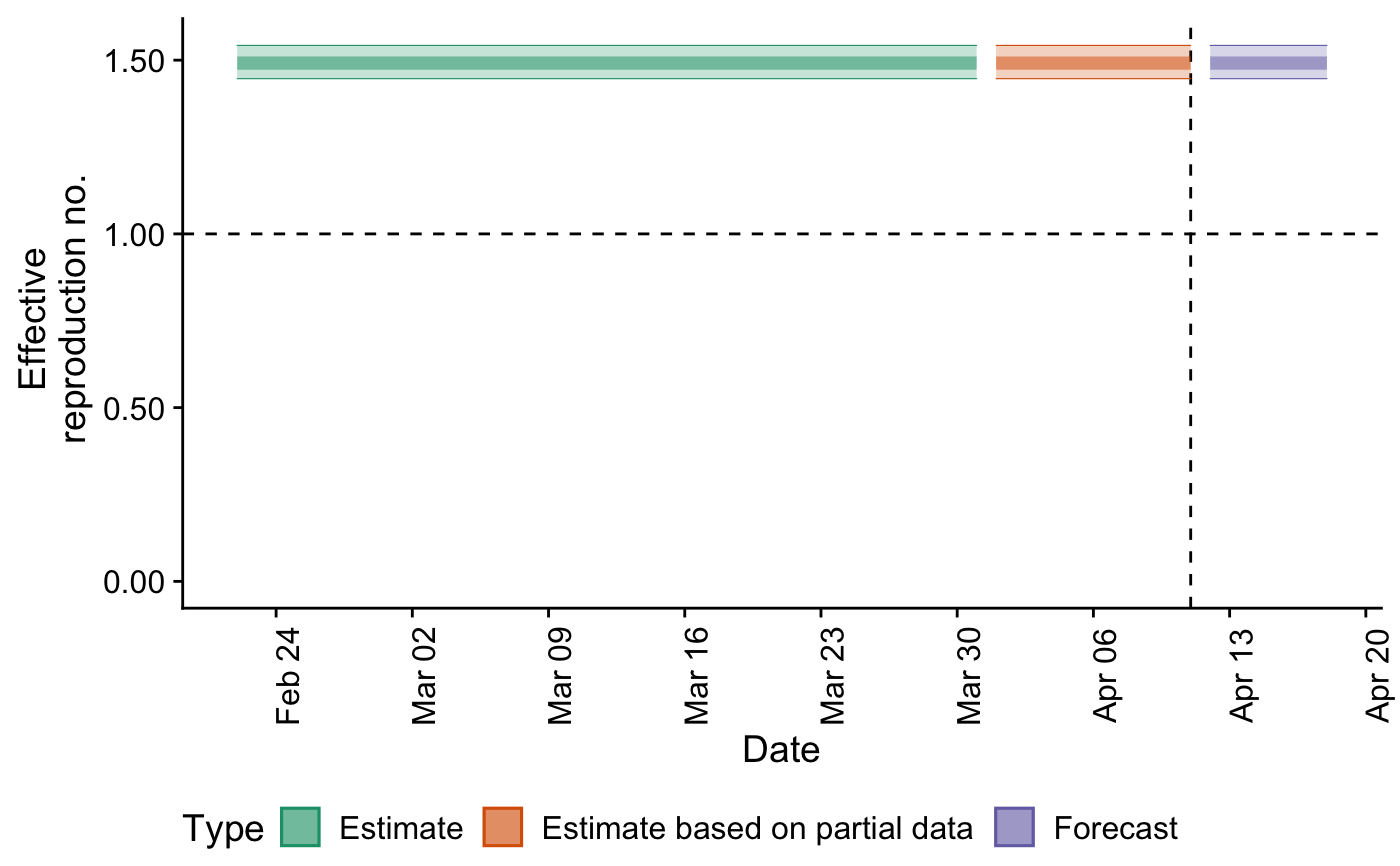 Effective
reproduction no.
1.50
1.00
0.50
0.00
Feb 24
Mar 02
Mar 09
Mar 16
Mar 23
Mar 30
Apr 06
Apr 13
Apr 20
Date
Type Estimate Estimate based on partial data Forecast